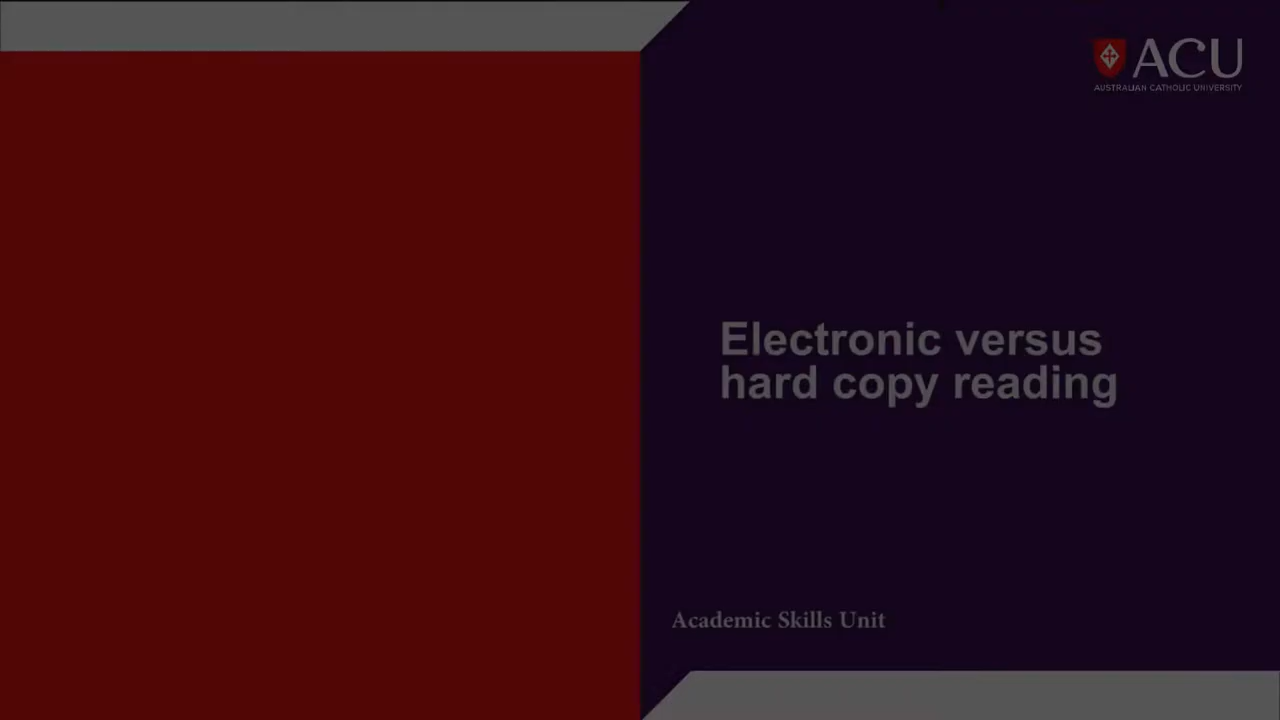 ACU
AUSTRALIAN CATHOLIC UNIVERSITY
Electronic versus
hard copy reading
Academic Skills Unit